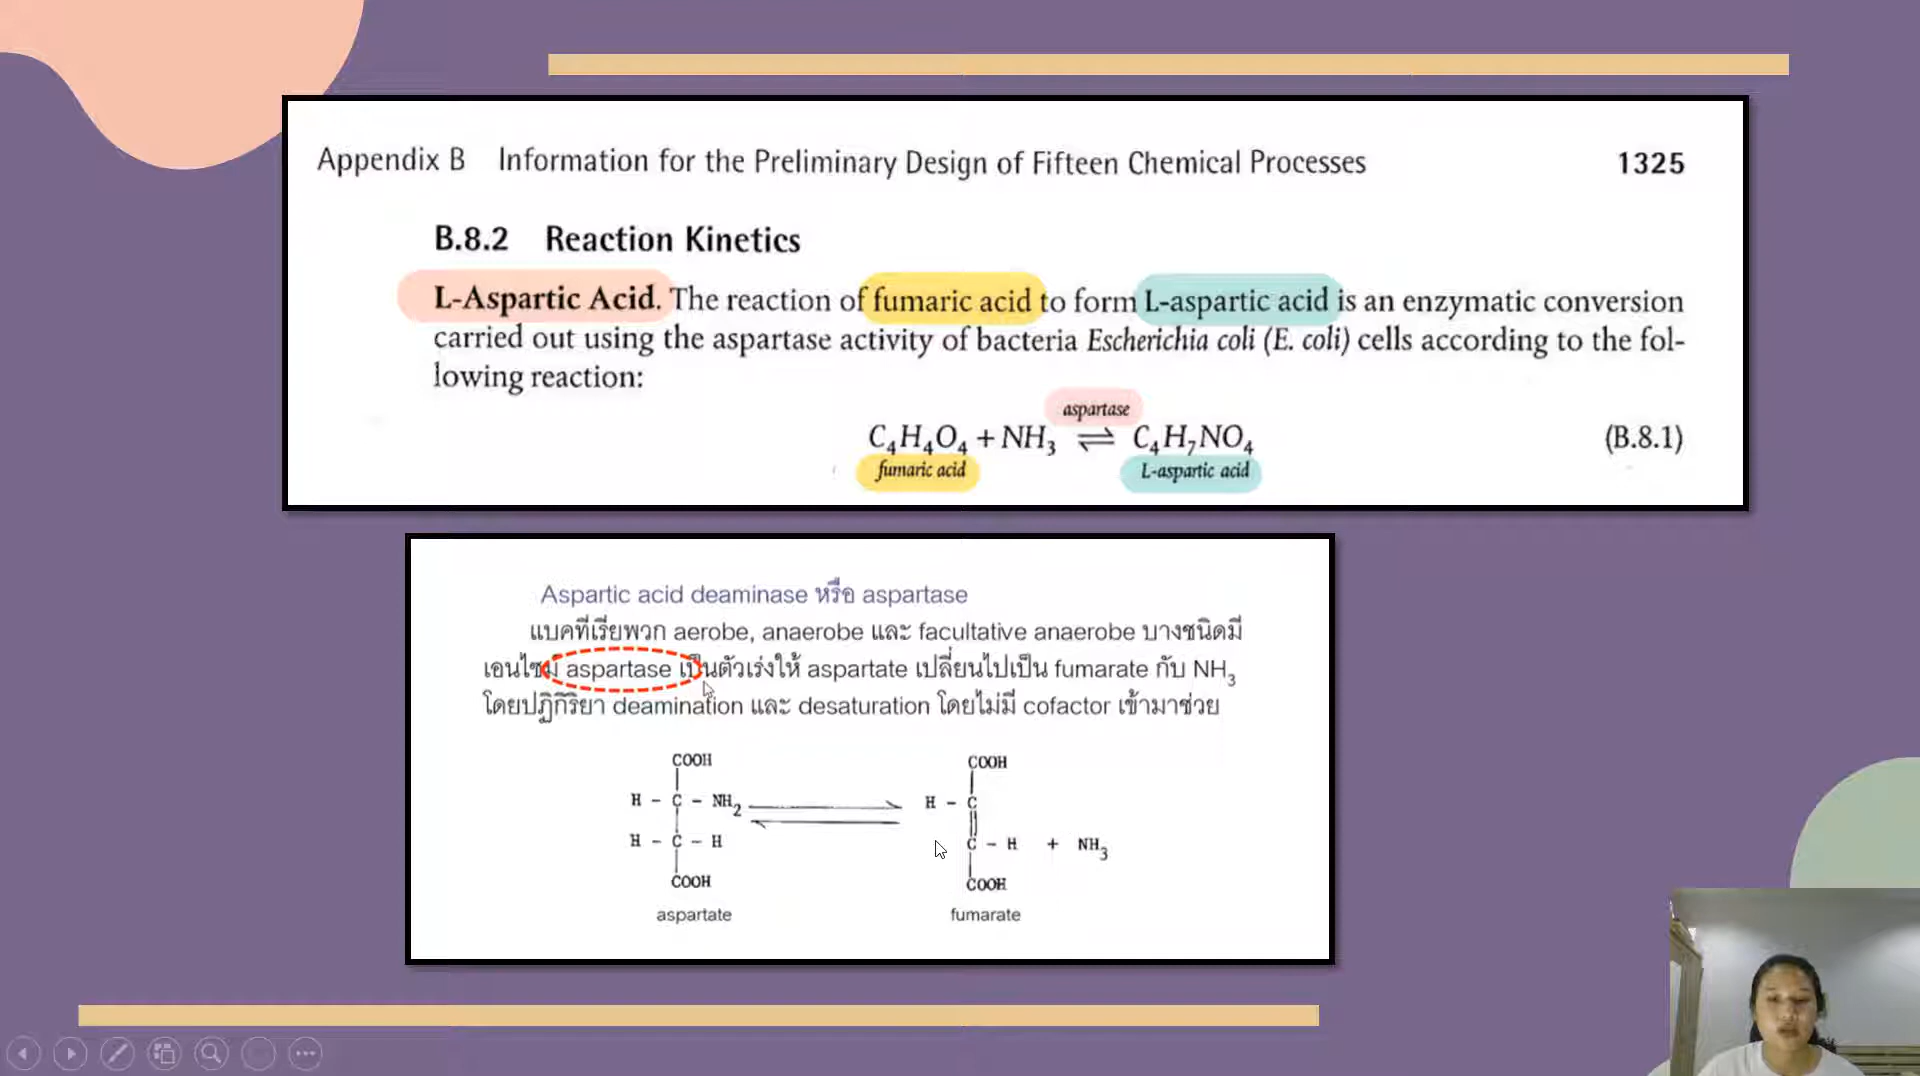 Appendix B Information for the Preliminary Design of Fifteen Chemical Processes 1325
B.8.2 Reaction Kinetics
L-Aspartic Acid. The reaction of fumaric acid to form L-aspartic acid is an enzymatic conversion
carried out using the aspartase activity of bacteria Escherichia coli (E. coli) cells according to the fol-
lowing reaction:
aspartase
C₄H₄O₄ + NH₃ ⇌ C₄H₇NO₄ (B.8.1)
fumaric acid L-aspartic acid
Aspartic acid deaminase หรือ aspartase
แบคที่เรียพวก aerobe, anaerobe และ facultative anaerobe บางชนิดมี
เอนไซม์ aspartase เป็นตัวเร่งให้ aspartate เปลี่ยนไปเป็น fumarate กับ NH₃
โดยปฏิกิริยา deamination และ desaturation โดยไม่มี cofactor เข้ามาช่วย
COOH COOH
H - C - NH₂ H - C
H - C - H C - H + NH₃
COOH COOH
aspartate fumarate